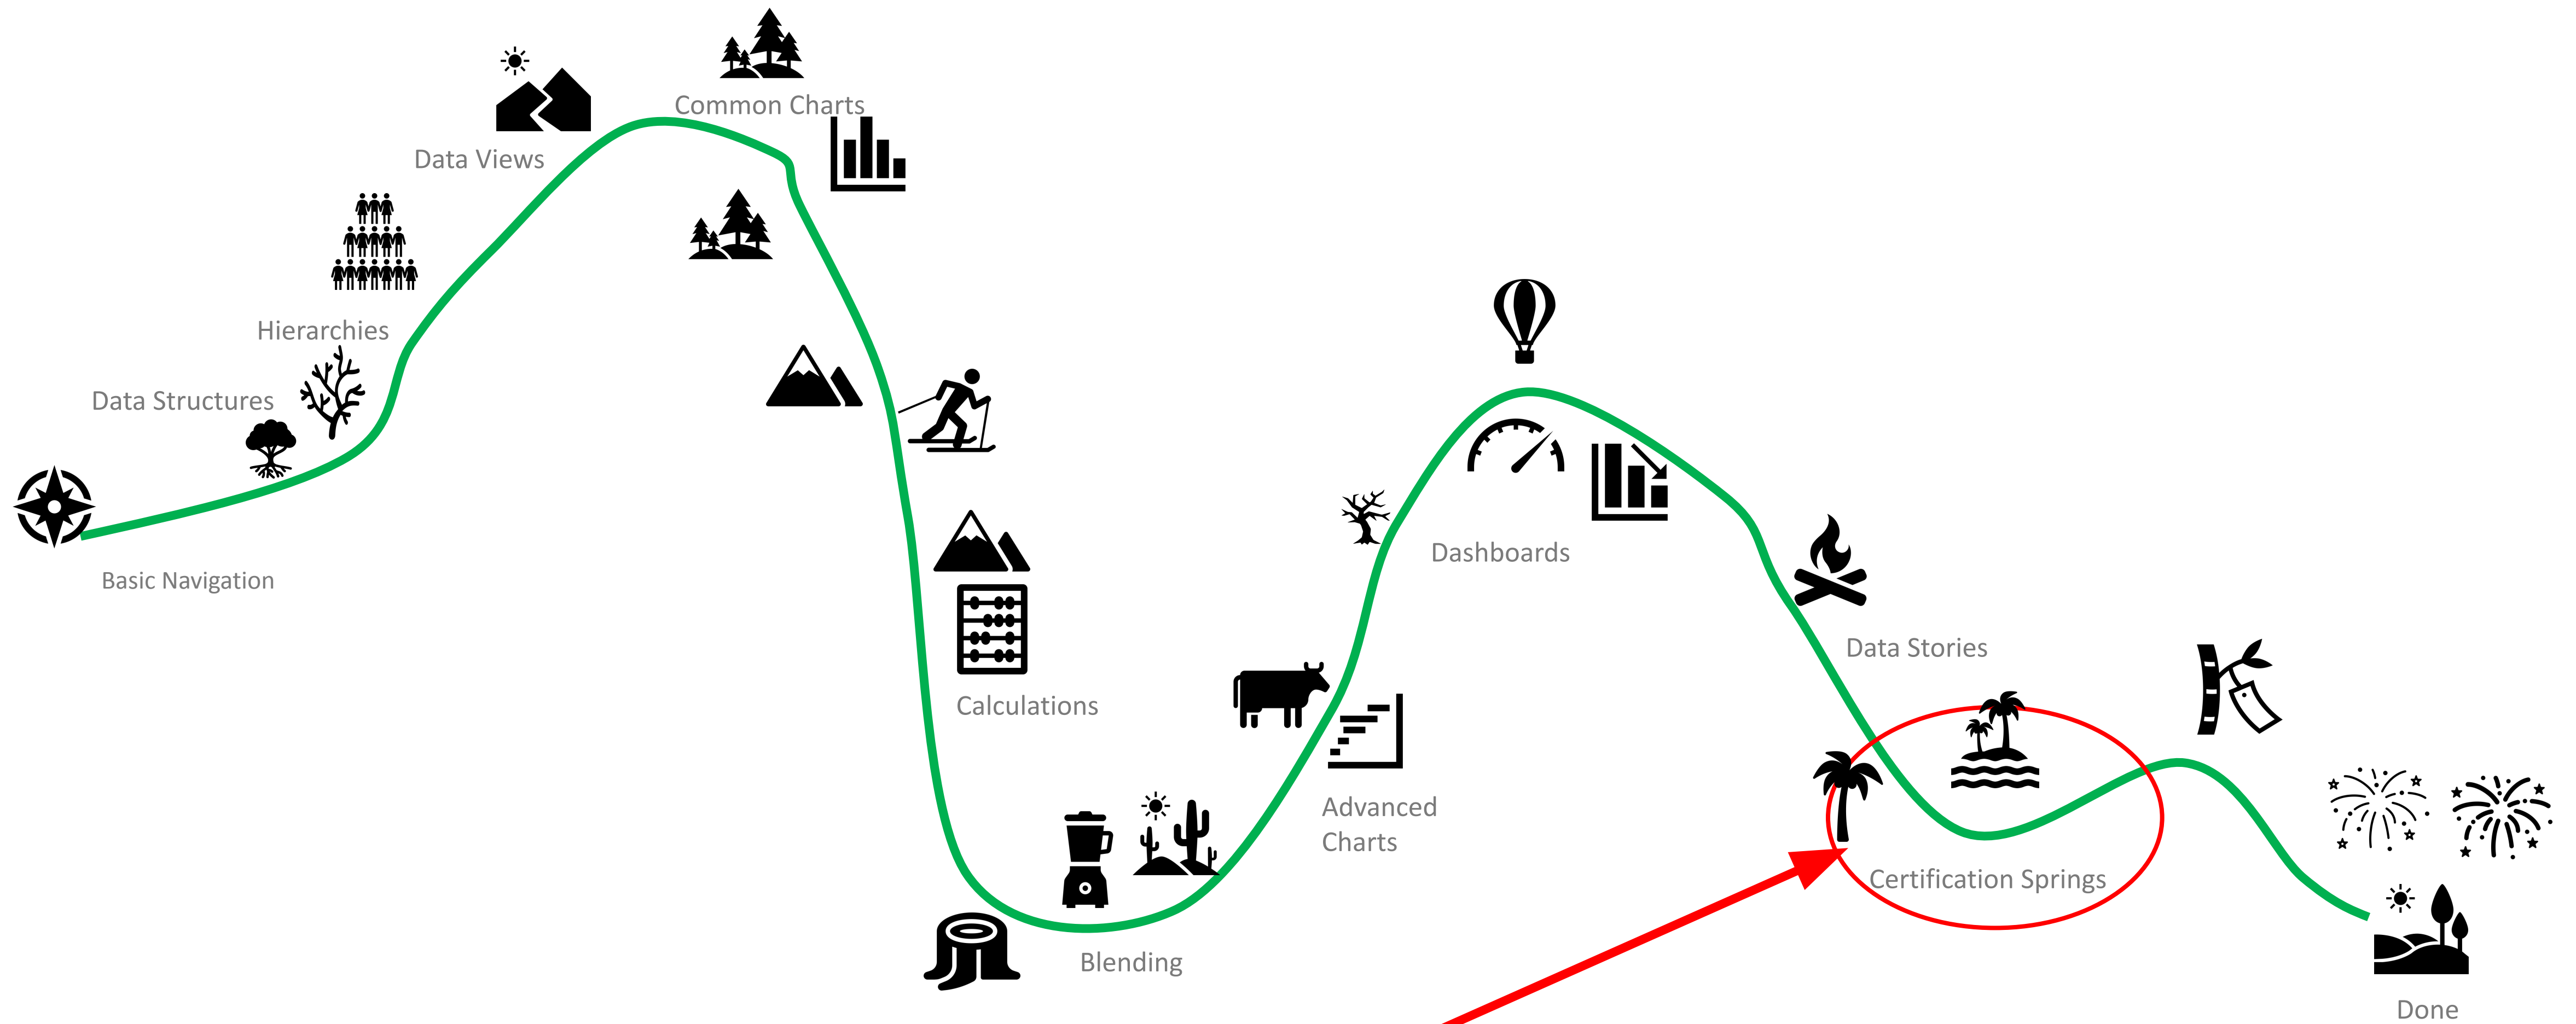 Common Charts
Data Views
Hierarchies
Data Structures
Basic Navigation
Calculations
Blending
Advanced
Charts
Dashboards
Data Stories
Certification Springs
Done